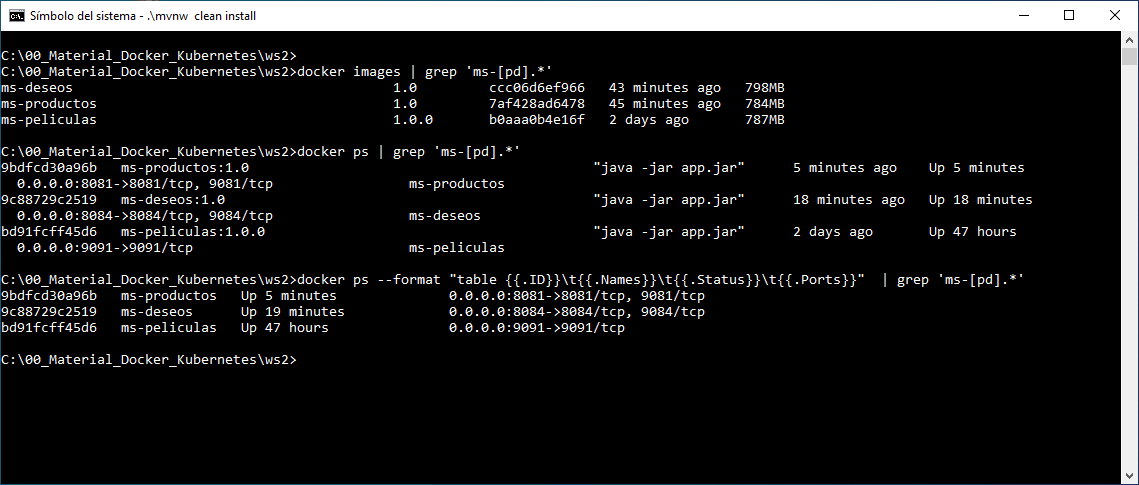 Símbolo del sistema - .\mvnw  clean install
C:\00_Material_Docker_Kubernetes\ws2>
C:\00_Material_Docker_Kubernetes\ws2>docker images | grep 'ms-[pd].*'
ms-deseos                                        1.0         ccc06d6ef966   43 minutes ago   798MB
ms-productos                                     1.0         7af428ad6478   45 minutes ago   784MB
ms-peliculas                                     1.0.0       b0aaa0b4e16f   2 days ago       787MB
C:\00_Material_Docker_Kubernetes\ws2>docker ps | grep 'ms-[pd].*'
9bdfcd30a96b   ms-productos:1.0                                           "java -jar app.jar"      5 minutes ago    Up 5 minutes
  0.0.0.0:8081->8081/tcp, 9081/tcp                 ms-productos
9c88729c2519   ms-deseos:1.0                                              "java -jar app.jar"      18 minutes ago   Up 18 minutes
  0.0.0.0:8084->8084/tcp, 9084/tcp                 ms-deseos
bd91fcff45d6   ms-peliculas:1.0.0                                         "java -jar app.jar"      2 days ago       Up 47 hours
  0.0.0.0:9091->9091/tcp                           ms-peliculas
C:\00_Material_Docker_Kubernetes\ws2>docker ps --format "table {{.ID}}\t{{.Names}}\t{{.Status}}\t{{.Ports}}"  | grep 'ms-[pd].*'
9bdfcd30a96b   ms-productos   Up 5 minutes              0.0.0.0:8081->8081/tcp, 9081/tcp
9c88729c2519   ms-deseos      Up 19 minutes             0.0.0.0:8084->8084/tcp, 9084/tcp
bd91fcff45d6   ms-peliculas   Up 47 hours               0.0.0.0:9091->9091/tcp
C:\00_Material_Docker_Kubernetes\ws2>